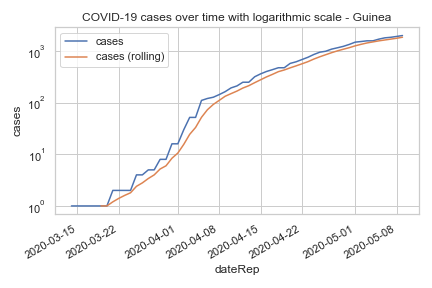 COVID-19 cases over time with logarithmic scale - Guinea
cases
cases (rolling)
10³
10²
10¹
10⁰
cases
2020-03-15
2020-03-22
2020-04-01
2020-04-08
2020-04-15
2020-04-22
2020-05-01
2020-05-08
dateRep